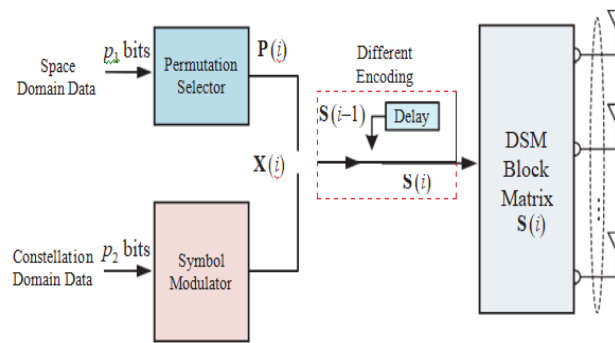 Space
Domain Data
p₁ bits
Permutation
Selector
P(i)
X(i)
Different
Encoding
S(i–1)
Delay
S(i)
DSM
Block
Matrix
S(i)
...
Constellation
Domain Data
p₂ bits
Symbol
Modulator